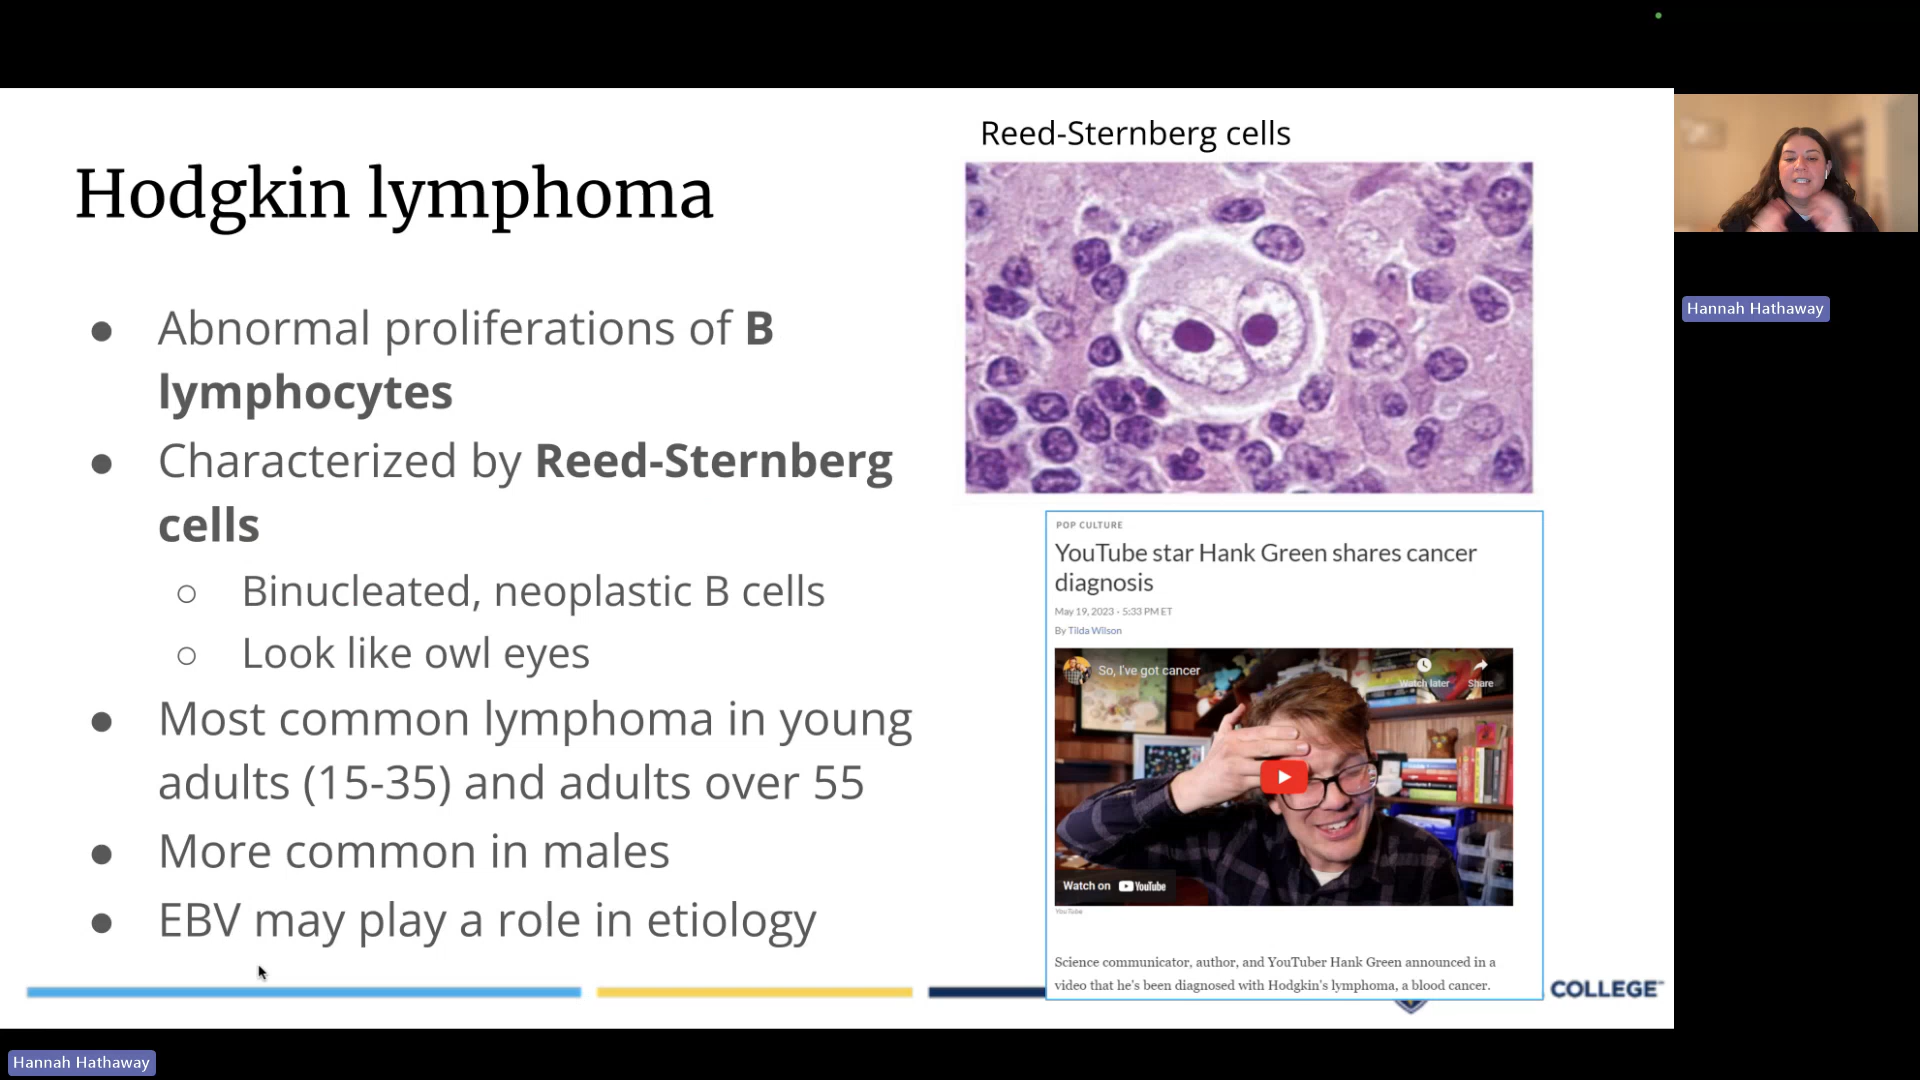 Hodgkin lymphoma
● Abnormal proliferations of B
lymphocytes
● Characterized by Reed-Sternberg
cells
○ Binucleated, neoplastic B cells
○ Look like owl eyes
● Most common lymphoma in young
adults (15-35) and adults over 55
● More common in males
● EBV may play a role in etiology
Reed-Sternberg cells
POP CULTURE
YouTube star Hank Green shares cancer
diagnosis
May 19, 2023 · 5:33 PM ET
By Tilda Wilson
So, I've got cancer
Watch later
Share
Watch on YouTube
YouTube
Science communicator, author, and YouTuber Hank Green announced in a
video that he's been diagnosed with Hodgkin's lymphoma, a blood cancer.
COLLEGE
Hannah Hathaway
Hannah Hathaway